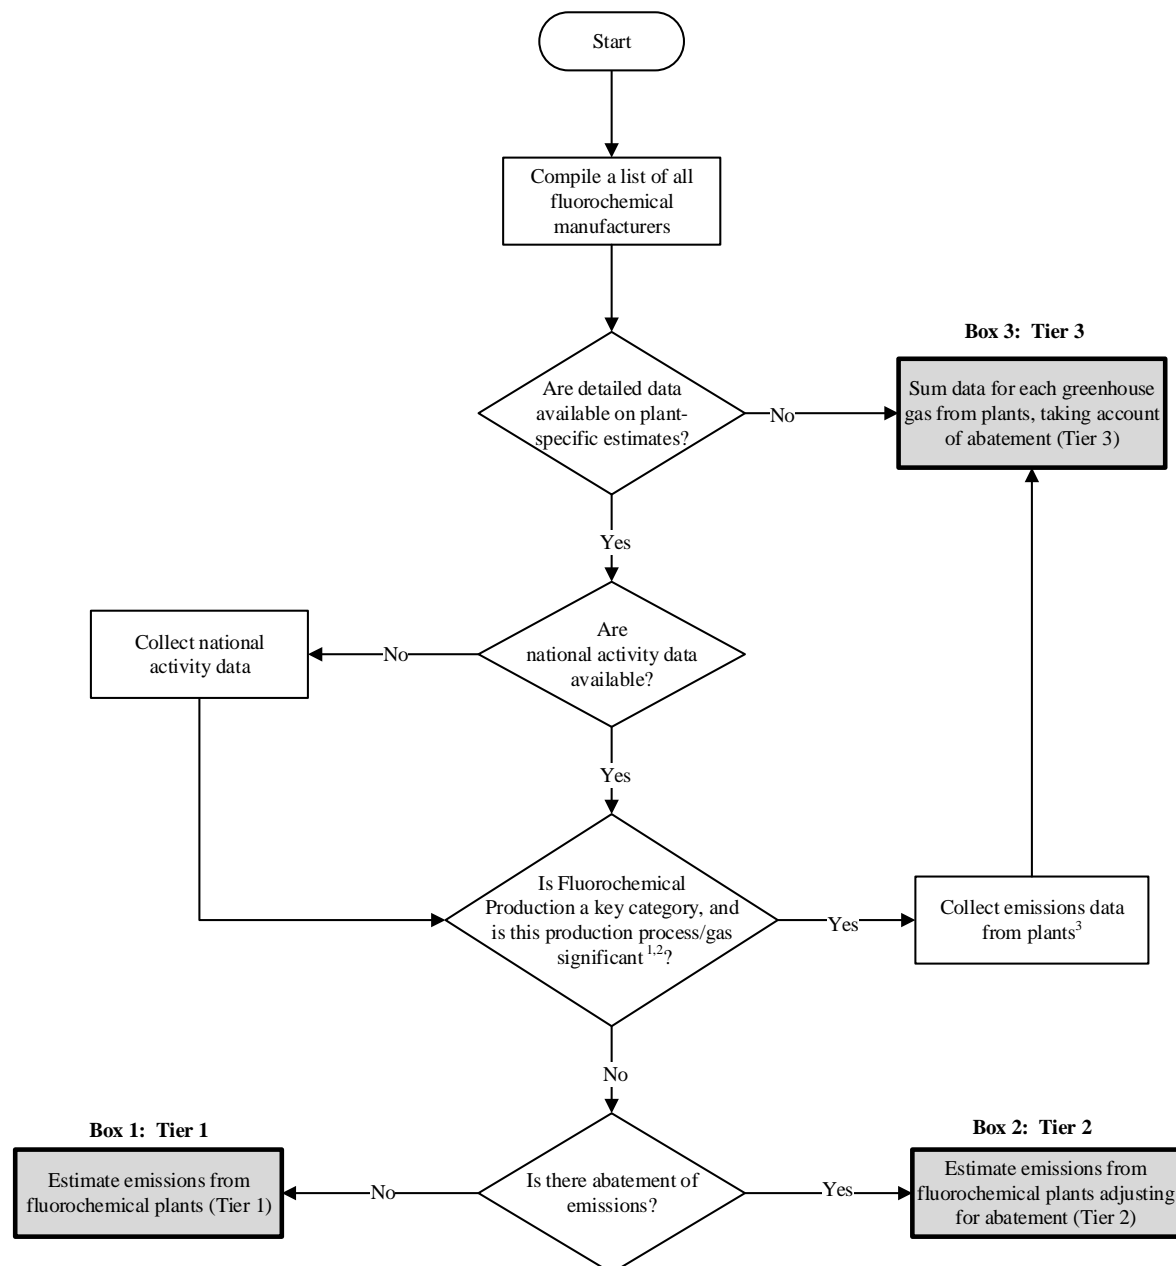 Start
Compile a list of all
fluorochemical
manufacturers
Box 3: Tier 3
Are detailed data
available on plant-
specific estimates?
No
Sum data for each greenhouse
gas from plants, taking account
of abatement (Tier 3)
Yes
Collect national
activity data
No
Are
national activity data
available?
Yes
Is Fluorochemical
Production a key category, and
is this production process/gas
significant 1,2?
Yes
Collect emissions data
from plants3
No
Box 1: Tier 1
Estimate emissions from
fluorochemical plants (Tier 1)
No
Is there abatement of
emissions?
Yes
Box 2: Tier 2
Estimate emissions from
fluorochemical plants adjusting
for abatement (Tier 2)